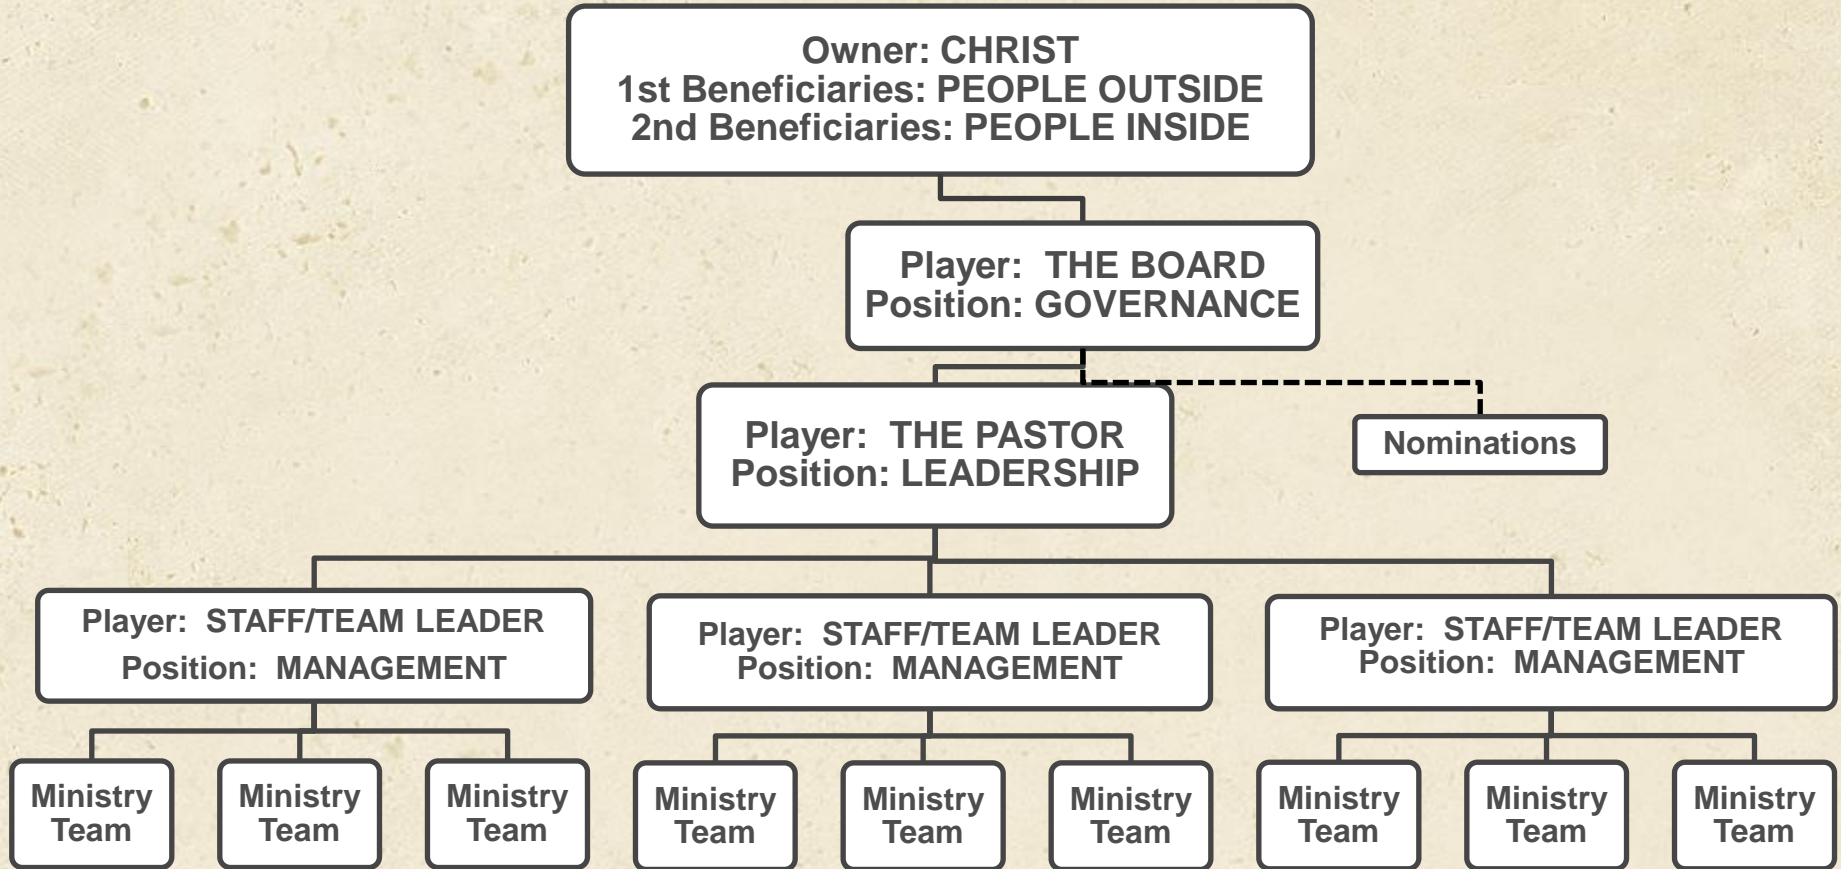 Owner: CHRIST
1st Beneficiaries: PEOPLE OUTSIDE
2nd Beneficiaries: PEOPLE INSIDE
Player:  THE BOARD
Position: GOVERNANCE
Player:  THE PASTOR
Position: LEADERSHIP
Nominations
Player:  STAFF/TEAM LEADER
Position:  MANAGEMENT
Player:  STAFF/TEAM LEADER
Position:  MANAGEMENT
Player:  STAFF/TEAM LEADER
Position:  MANAGEMENT
Ministry
Team
Ministry
Team
Ministry
Team
Ministry
Team
Ministry
Team
Ministry
Team
Ministry
Team
Ministry
Team
Ministry
Team